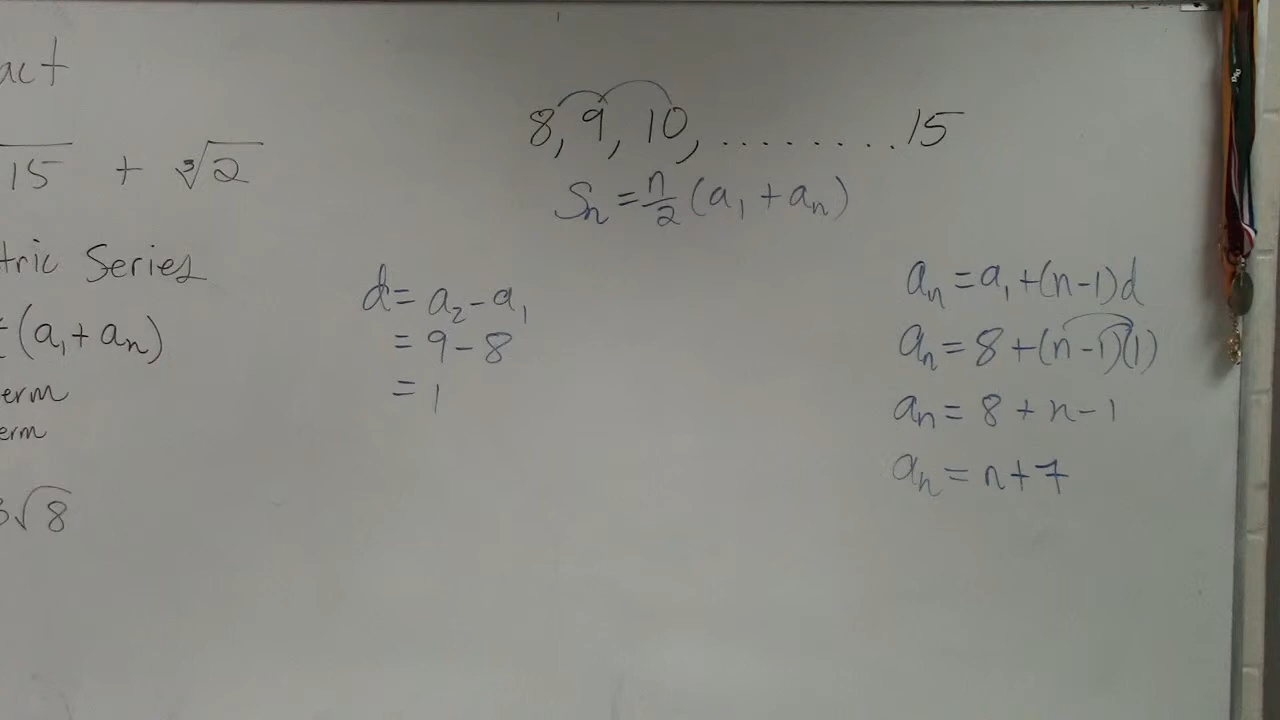 act
15 + ∛2
tric Series
(a₁ + aₙ)
erm
erm
3√8
8, 9, 10, ......... 15
Sₙ = n/2 (a₁ + aₙ)
d = a₂ - a₁
= 9 - 8
= 1
aₙ = a₁ + (n-1)d
aₙ = 8 + (n-1)(1)
aₙ = 8 + n - 1
aₙ = n + 7